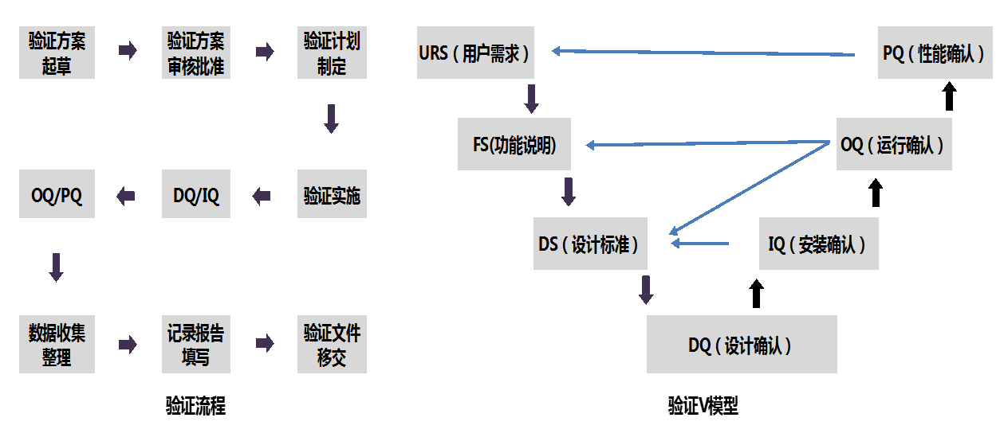 验证方案
起草
验证方案
审核批准
验证计划
制定
OQ/PQ
DQ/IQ
验证实施
数据收集
整理
记录报告
填写
验证文件
移交
验证流程
URS（用户需求）
PQ（性能确认）
FS(功能说明)
OQ（运行确认）
DS（设计标准）
IQ（安装确认）
DQ（设计确认）
验证V模型